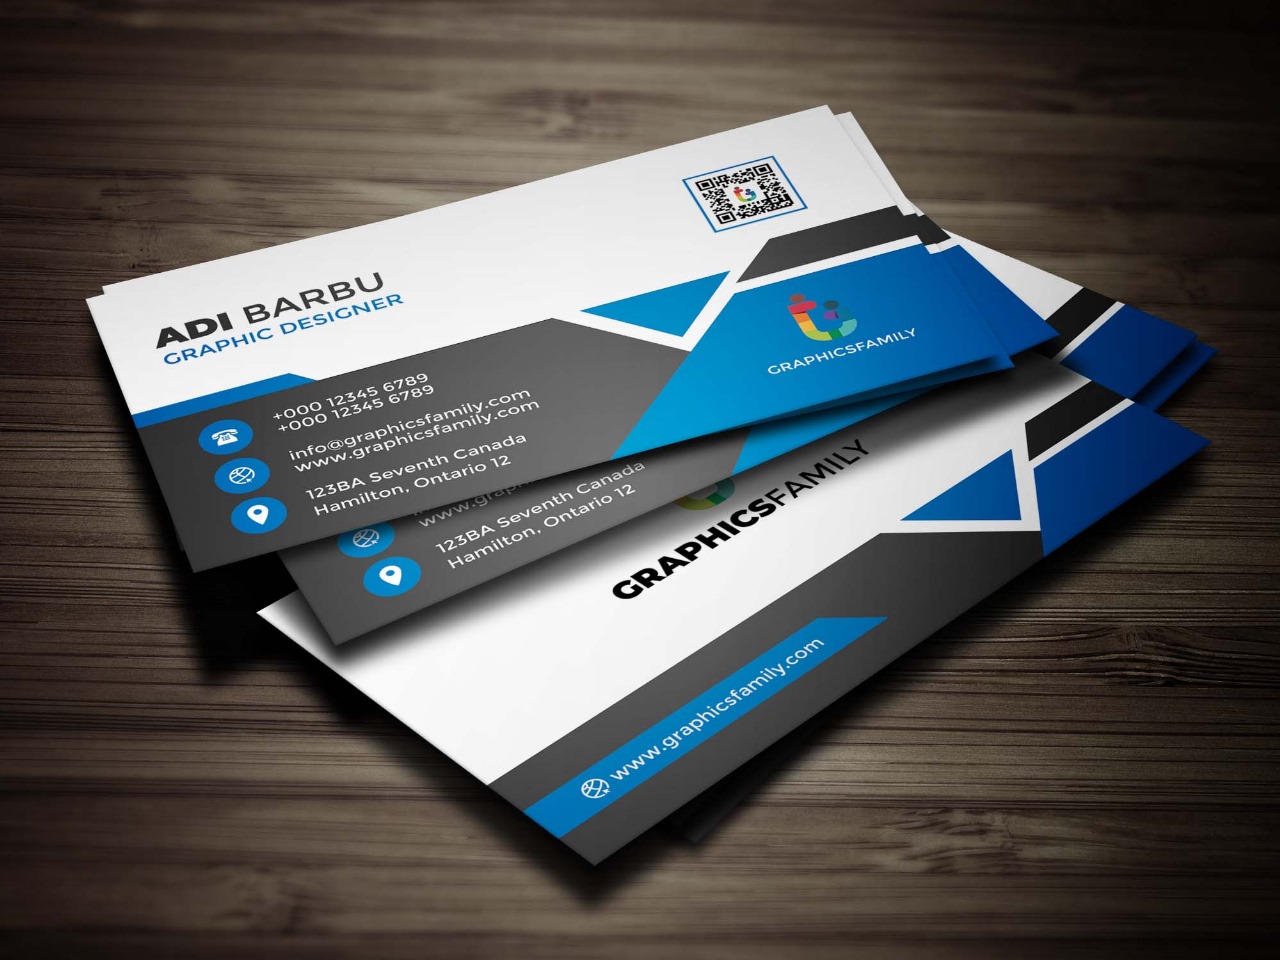 ADI BARBU
GRAPHIC DESIGNER
+000 12345 6789
+000 12345 6789
info@graphicsfamily.com
www.graphicsfamily.com
123BA Seventh Canada
Hamilton, Ontario 12
GRAPHICSFAMILY
123BA Seventh Canada
Hamilton, Ontario 12
GRAPHICSFAMILY
www.graphicsfamily.com